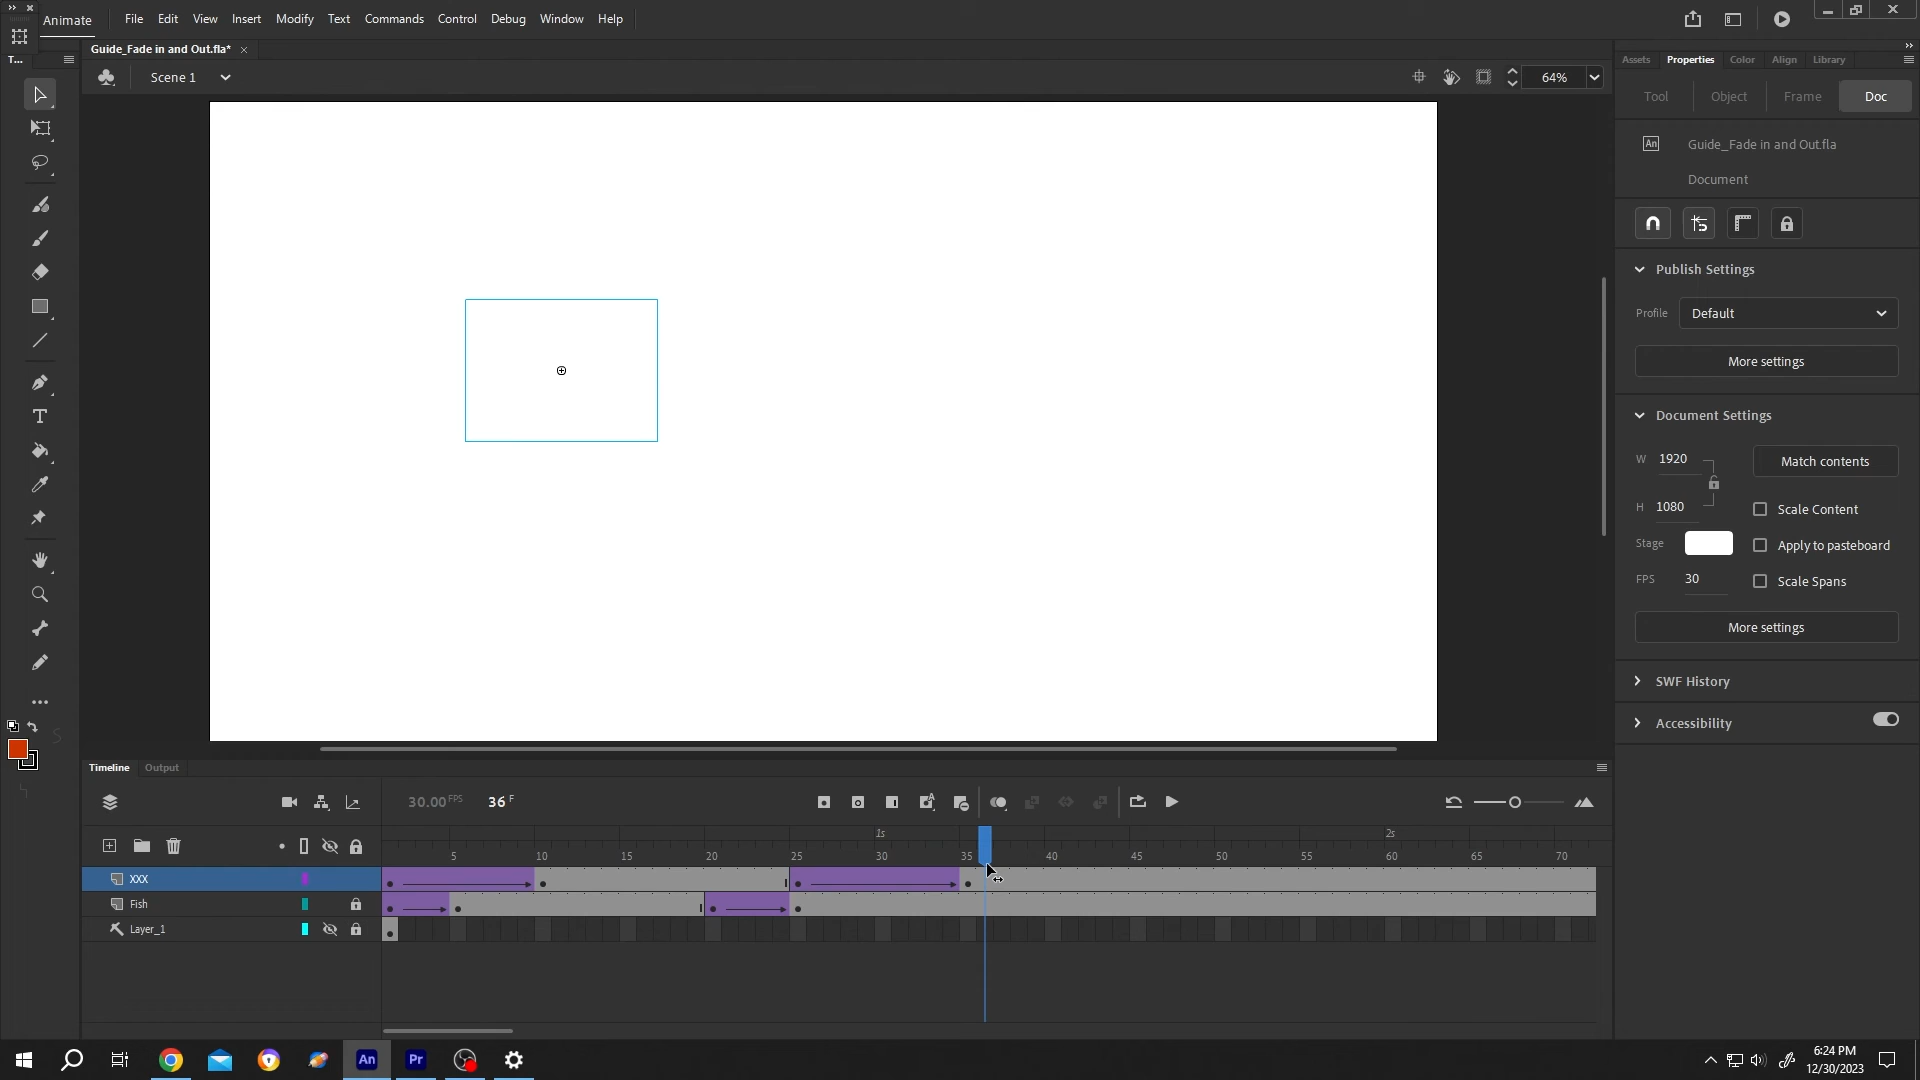 Animate
File Edit View Insert Modify Text Commands Control Debug Window Help
T...
Guide_Fade in and Out.fla*
Scene 1
64%
Assets Properties Color Align Library
Tool Object Frame Doc
An Guide_Fade in and Out.fla
Document
Publish Settings
Profile Default
More settings
Document Settings
W 1920
Match contents
H 1080
Scale Content
Stage
Apply to pasteboard
FPS 30
Scale Spans
More settings
SWF History
Accessibility
Timeline Output
30.00 FPS 36 F
1s 2s
5 10 15 20 25 30 35 40 45 50 55 60 65 70
XXX
Fish
Layer_1
An Pr
6:24 PM
12/30/2023